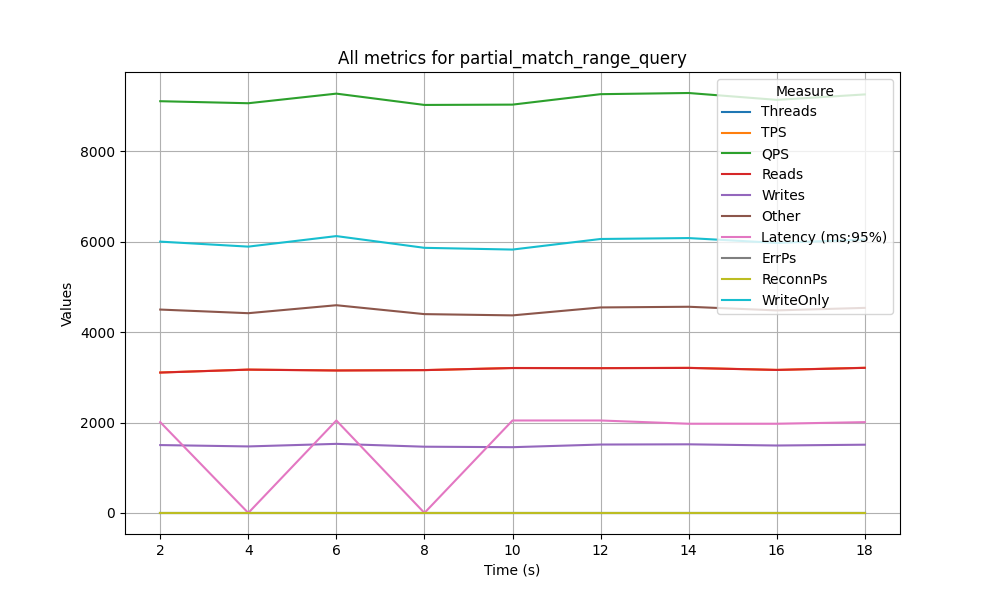 All metrics for partial_match_range_query
Measure
Threads
TPS
QPS
Reads
Writes
Other
Latency (ms;95%)
ErrPs
ReconnPs
WriteOnly
Values
8000
6000
4000
2000
0
2 4 6 8 10 12 14 16 18
Time (s)